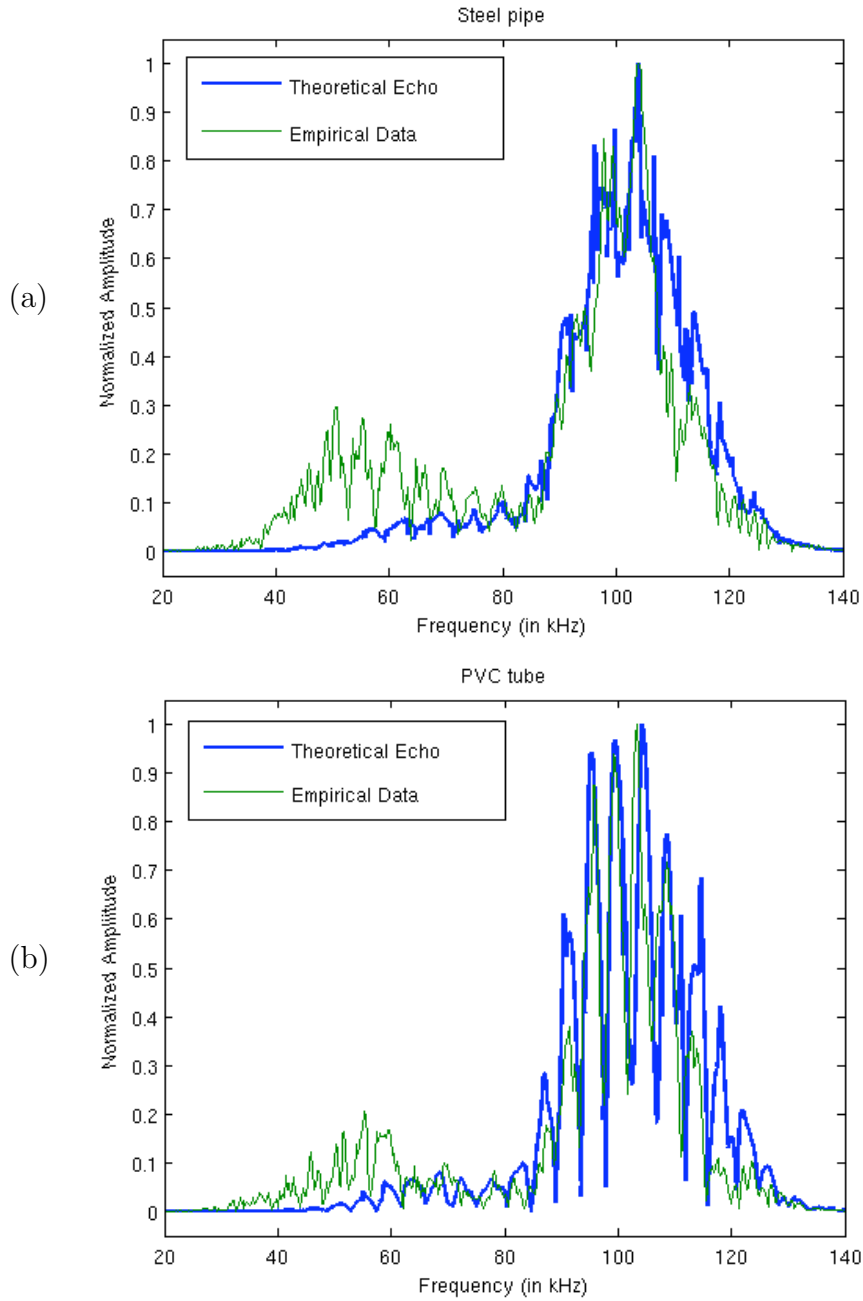 Steel pipe
(a)
Normalized Amplitude
1
0.9
0.8
0.7
0.6
0.5
0.4
0.3
0.2
0.1
0
Theoretical Echo
Empirical Data
20 40 60 80 100 120 140
Frequency (in kHz)
PVC tube
(b)
Normalized Ampliitude
1
0.9
0.8
0.7
0.6
0.5
0.4
0.3
0.2
0.1
0
Theoretical Echo
Empirical Data
20 40 60 80 100 120 140
Frequency (in kHz)